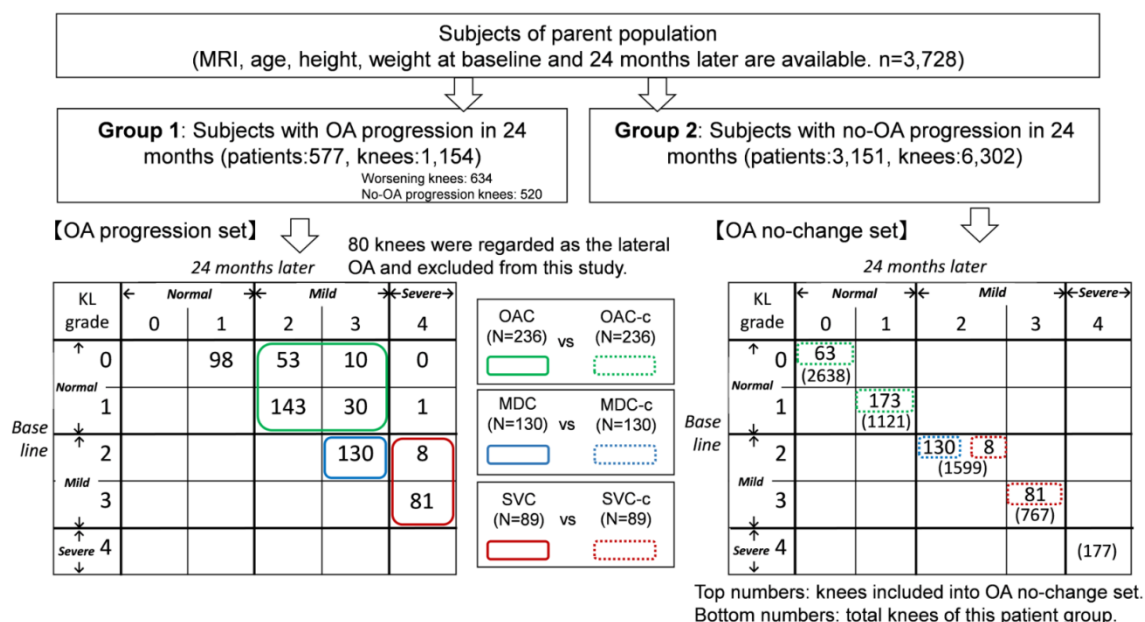 Subjects of parent population
(MRI, age, height, weight at baseline and 24 months later are available. n=3,728)
Group 1: Subjects with OA progression in 24
months (patients:577, knees:1,154)
Worsening knees: 634
No-OA progression knees: 520
Group 2: Subjects with no-OA progression in 24
months (patients:3,151, knees:6,302)
【OA progression set】
80 knees were regarded as the lateral
OA and excluded from this study.
24 months later
KL grade Normal Mild Severe
0 1 2 3 4
0 98 53 10 0
Normal
1 143 30 1
Base line
2 130 8
Mild
3 81
Severe 4
OAC vs OAC-c
(N=236) (N=236)
MDC vs MDC-c
(N=130) (N=130)
SVC vs SVC-c
(N=89) (N=89)
【OA no-change set】
24 months later
KL grade Normal Mild Severe
0 1 2 3 4
0 63
(2638)
Normal
1 173
(1121)
Base line
2 130 8
(1599)
Mild
3 81
(767)
Severe 4 (177)
Top numbers: knees included into OA no-change set.
Bottom numbers: total knees of this patient group.